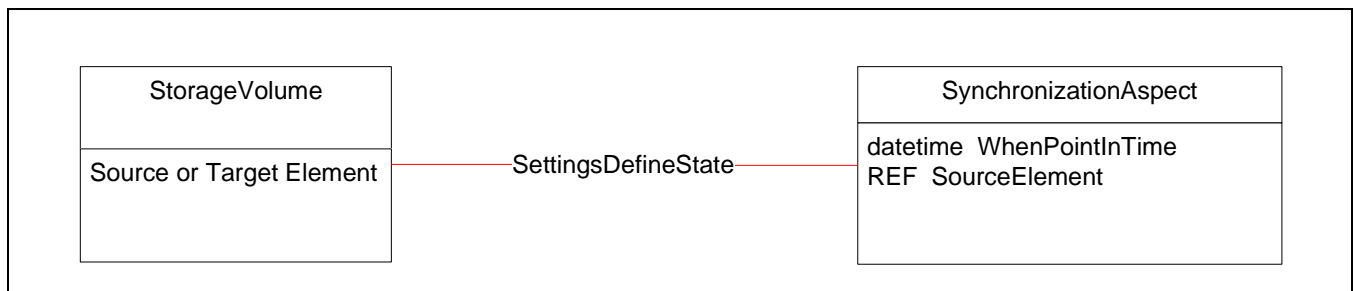 StorageVolume
Source or Target Element
SettingsDefineState
SynchronizationAspect
datetime  WhenPointInTime
REF  SourceElement